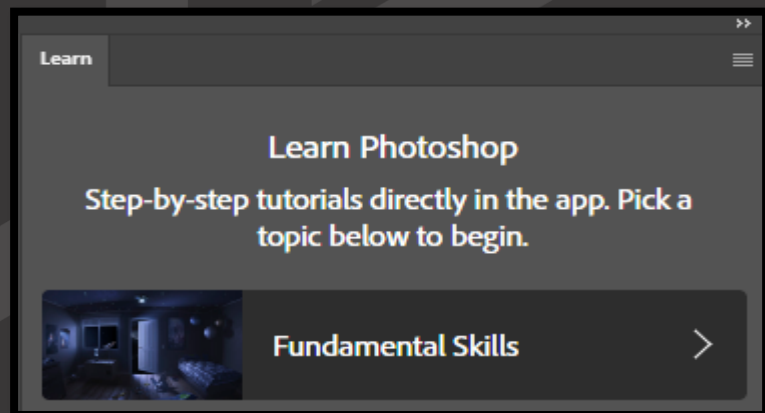 Learn
Learn Photoshop
Step-by-step tutorials directly in the app. Pick a
topic below to begin.
Fundamental Skills